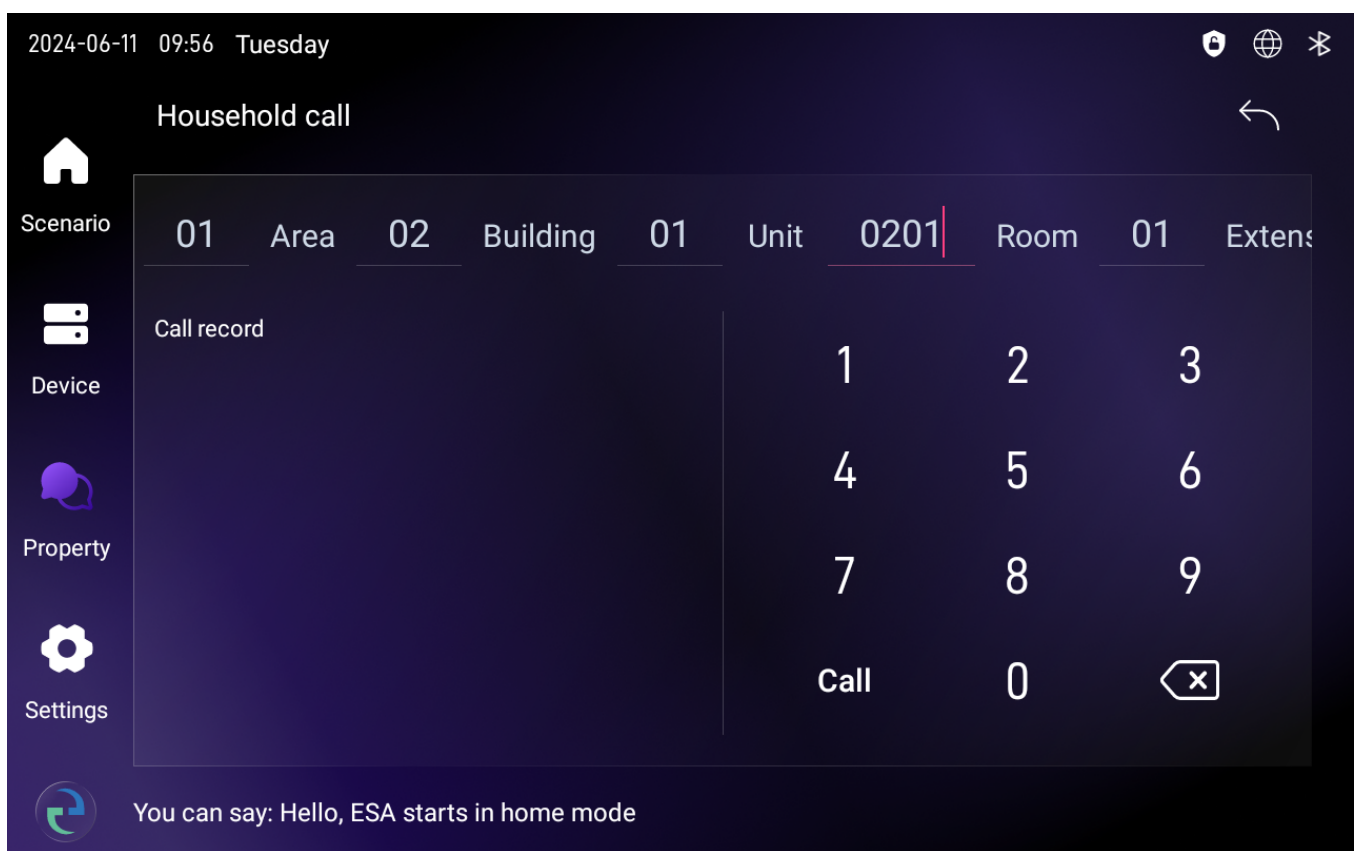 2024-06-11 09:56 Tuesday
Household call
Scenario
01 Area 02 Building 01 Unit 0201 Room 01 Extens
Call record
1 2 3
Device
4 5 6
Property
7 8 9
Call 0
Settings
You can say: Hello, ESA starts in home mode